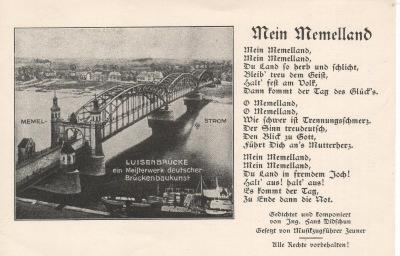 MEMEL-
STROM
LUISENBRÜCKE
ein Meisterwerk deutscher
Brückenbaukunst
Mein Memelland
Mein Memelland,
Mein Memelland,
Du Land so herb und schlicht,
Bleib' treu dem Geist,
Halt' fest am Volk,
Dann kommt der Tag des Glück's.
O Memelland,
O Memelland,
Wie schwer ist Trennungsschmerz.
Der Sinn treudeutsch,
Den Blick zu Gott,
Führt Dich an's Mutterherz.
Mein Memelland,
Mein Memelland,
Du Land in fremdem Joch!
Halt' aus! halt' aus!
Es kommt der Tag,
Zu Ende dann die Not.
Gedichtet und komponiert
von Ing. Hans Didschun
Gesetzt von Musikzugführer Zeuner
Alle Rechte vorbehalten!